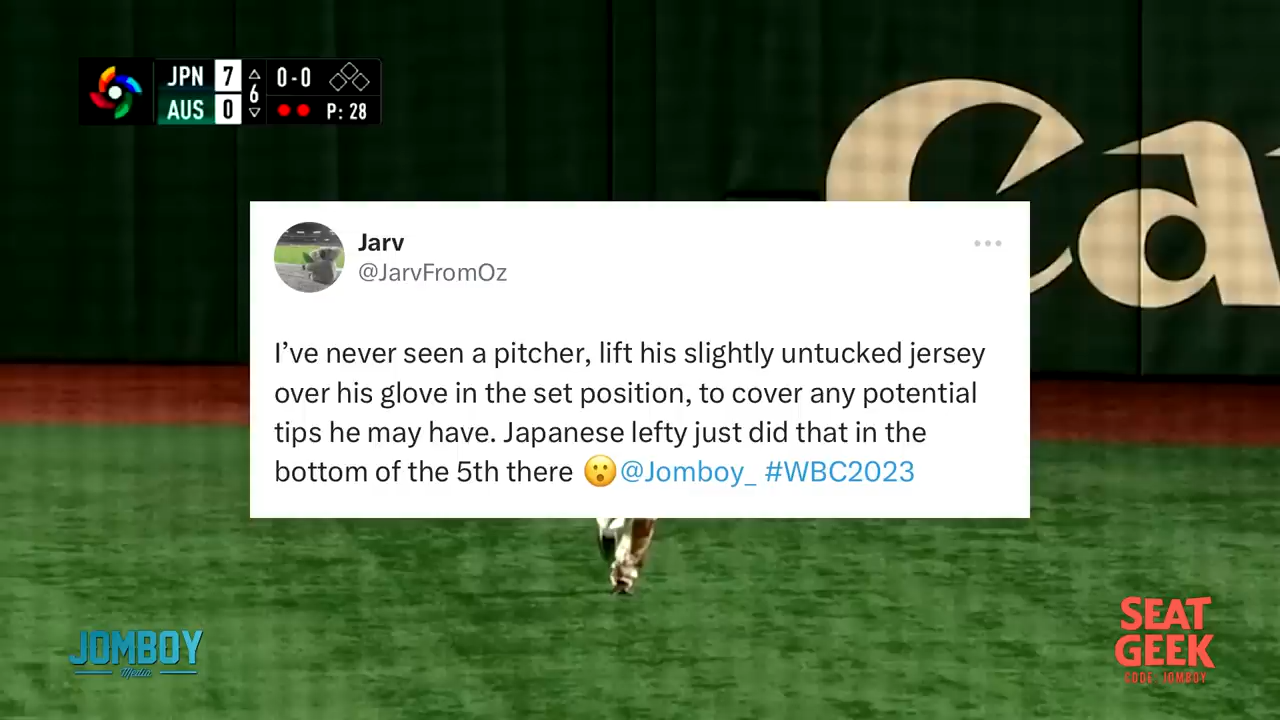 JPN 7 6 0-0
AUS 0 P: 28
Ca
Jarv
@JarvFromOz
I’ve never seen a pitcher, lift his slightly untucked jersey
over his glove in the set position, to cover any potential
tips he may have. Japanese lefty just did that in the
bottom of the 5th there 😮@Jomboy_ #WBC2023
JOMBOY
Media
SEAT
GEEK
CODE JOMBOY